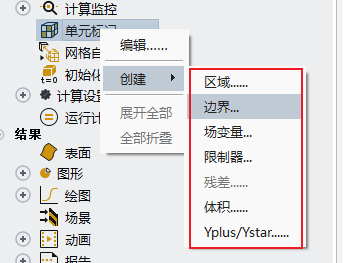 计算监控
单元标记
网格自
初始化
计算设
运行计
结果
表面
图形
绘图
场景
动画
报告
编辑......
创建
展开全部
全部折叠
区域......
边界...
场变量...
限制器...
残差......
体积......
Yplus/Ystar......